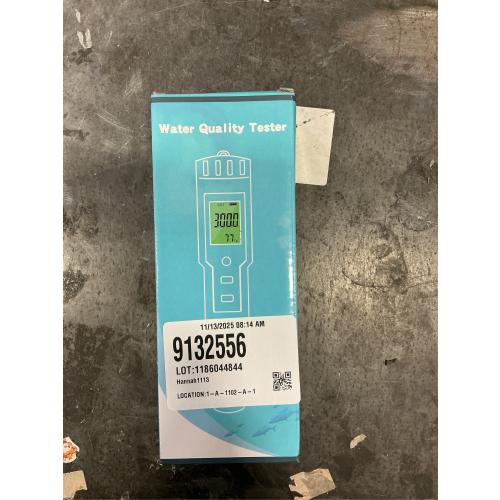 Water Quality Tester
3000
77
11/13/2025 08:14 AM
9132556
LOT:1186044844
Hannah1113
LOCATION:1-A-1102-A-1